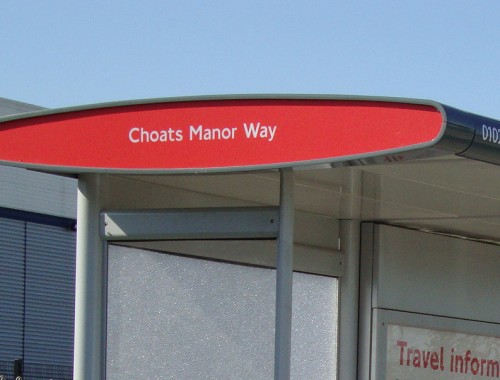 Choats Manor Way
Travel inform